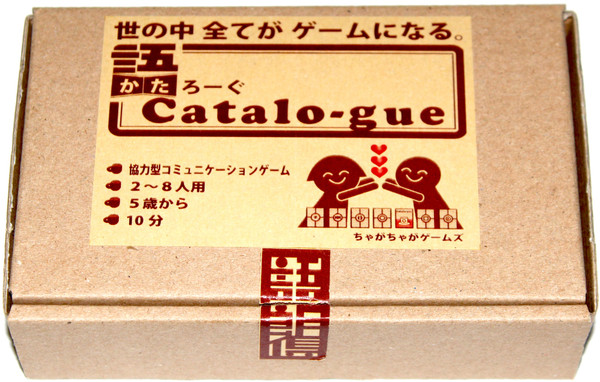 世の中 全てが ゲームになる。
語
かたろーぐ
Catalo-gue
協力型コミュニケーションゲーム
2～8人用
5歳から
10分
ちゃがちゃがゲームズ